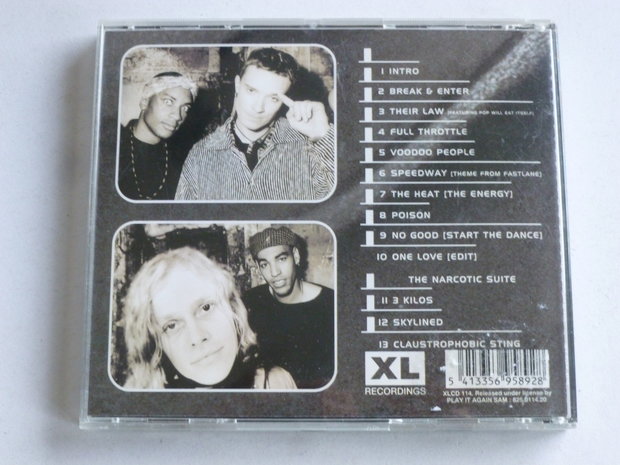 1 INTRO
2 BREAK & ENTER
3 THEIR LAW [FEATURING POP WILL EAT ITSELF]
4 FULL THROTTLE
5 VOODOO PEOPLE
6 SPEEDWAY [THEME FROM FASTLANE]
7 THE HEAT [THE ENERGY]
8 POISON
9 NO GOOD [START THE DANCE]
10 ONE LOVE [EDIT]
THE NARCOTIC SUITE
11 3 KILOS
12 SKYLINED
13 CLAUSTROPHOBIC STING
XL
RECORDINGS
5 413356 958928
XLCD 114. Released under license by
PLAY IT AGAIN SAM : 825.0114.20